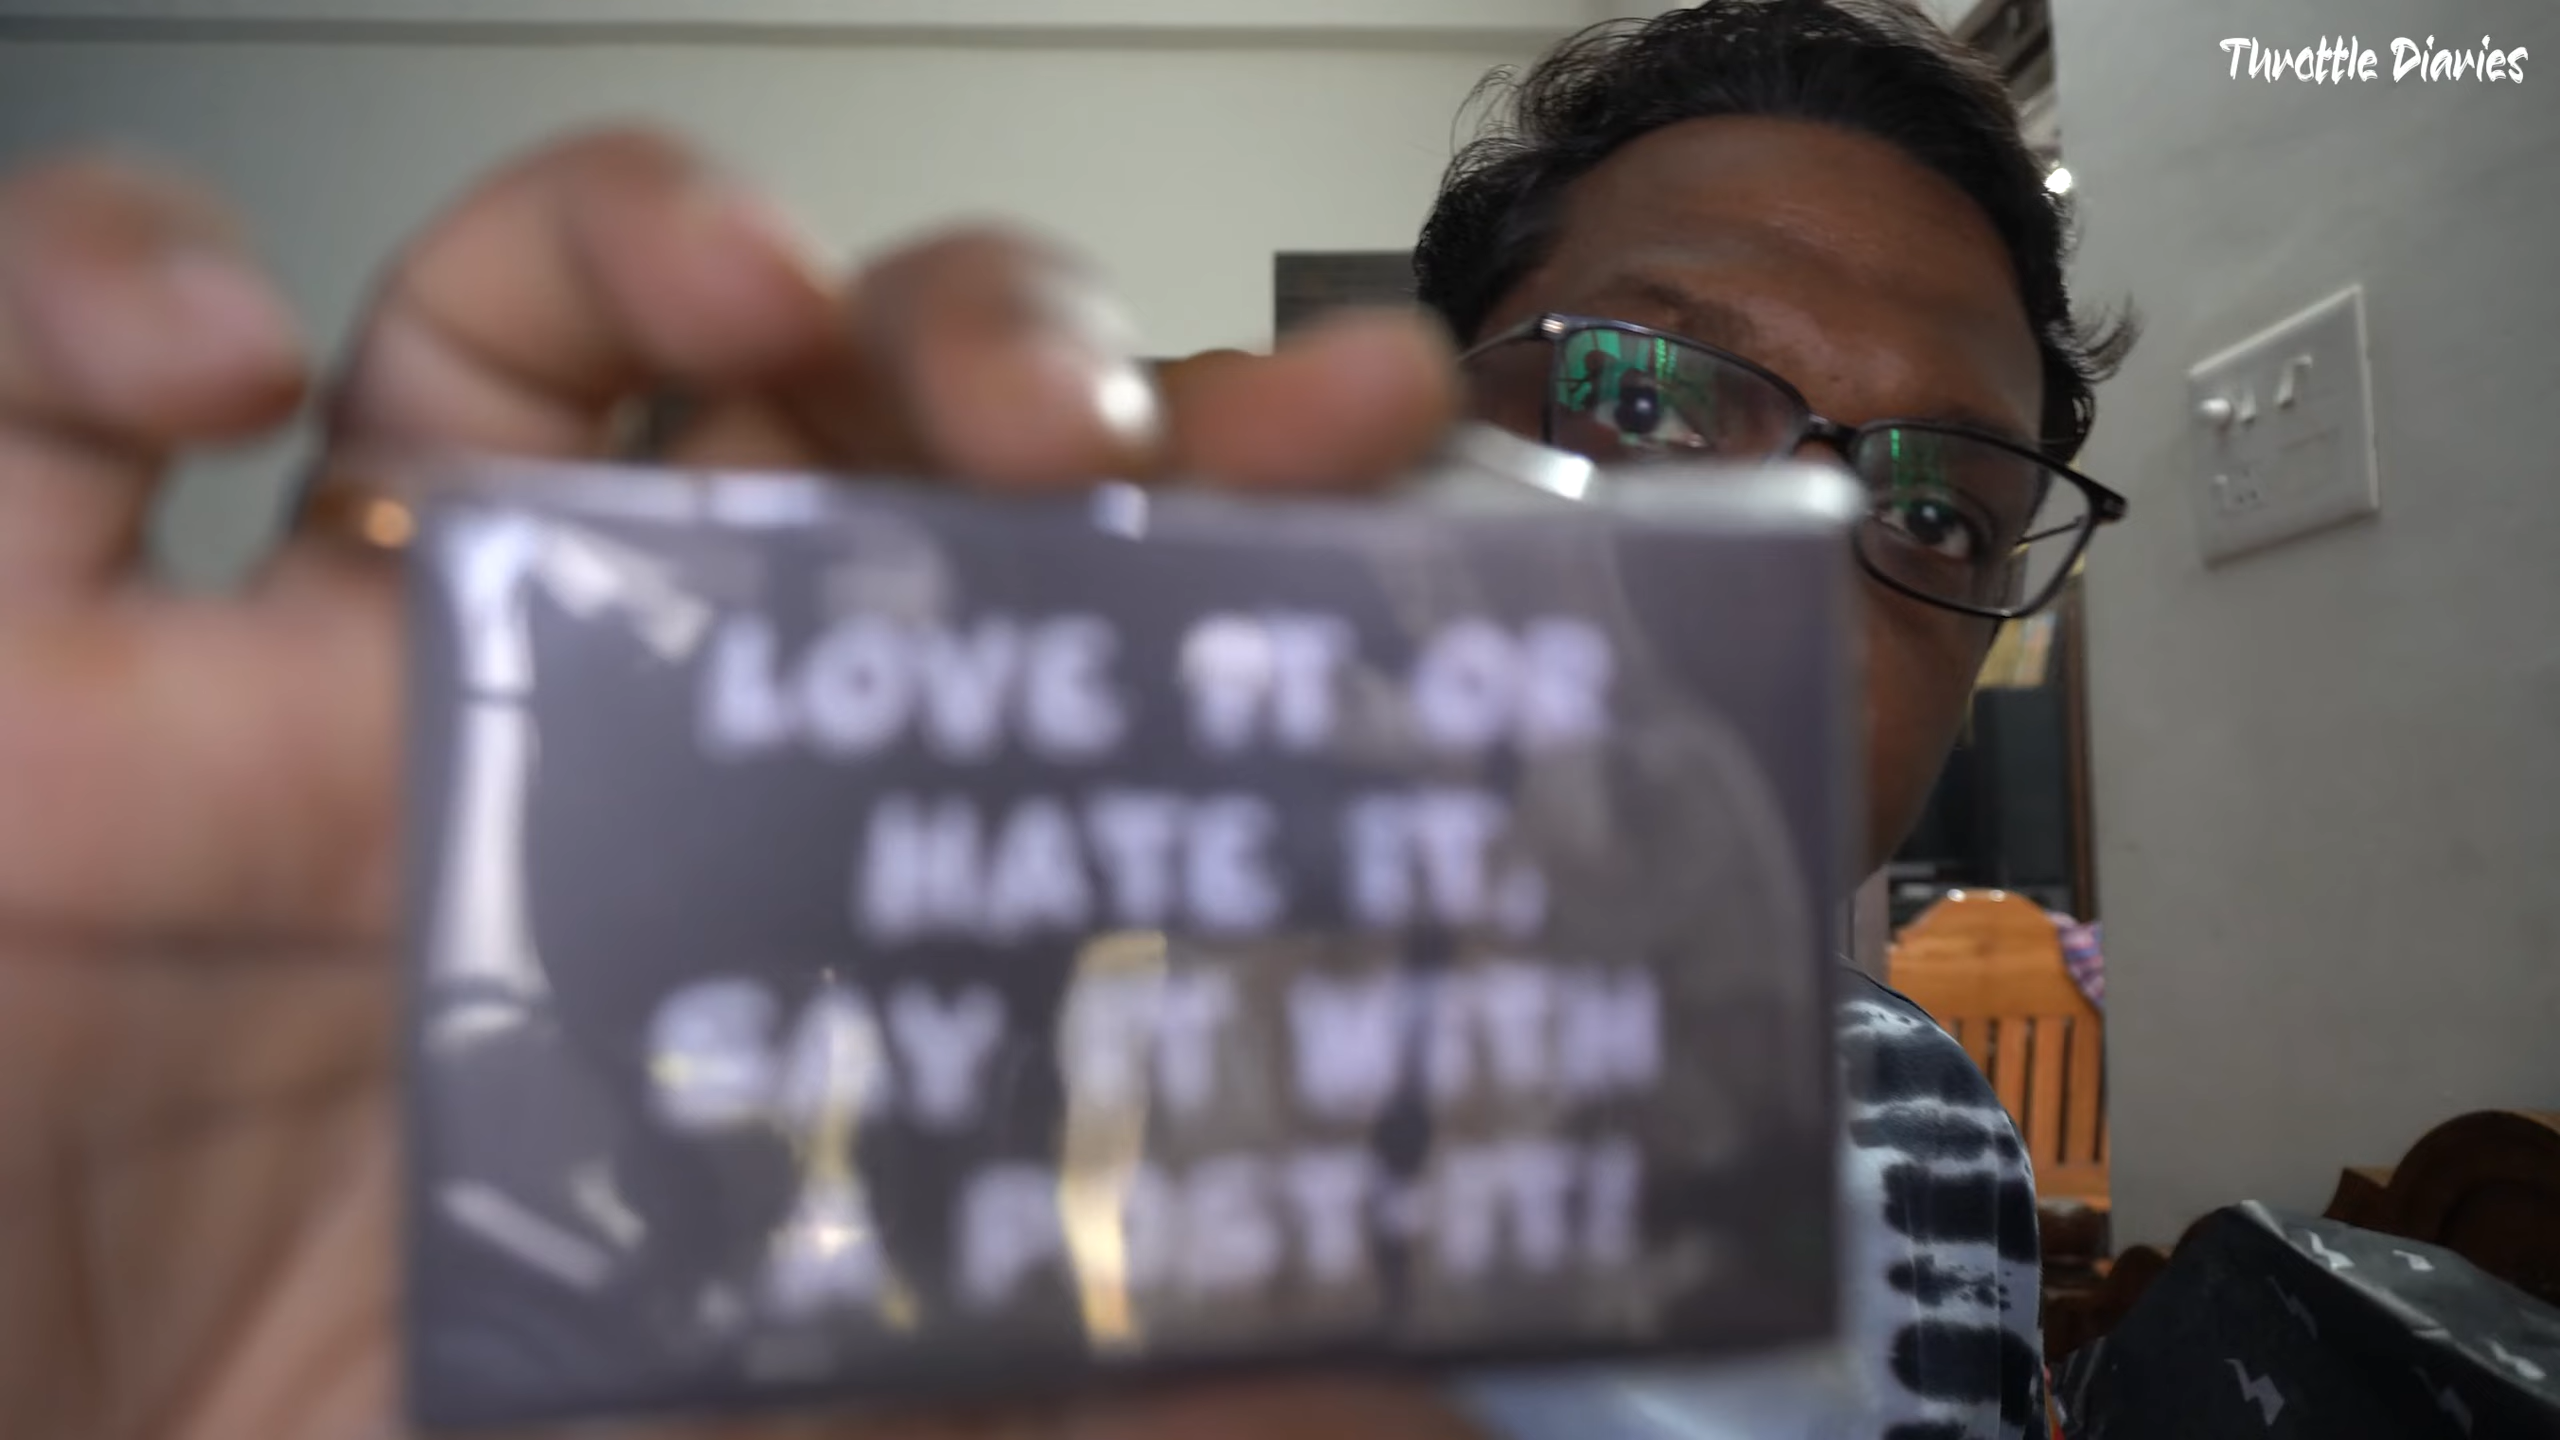 Throttle Diaries
LOVE IT OR
HATE IT,
SAY IT WITH
A POST-IT!